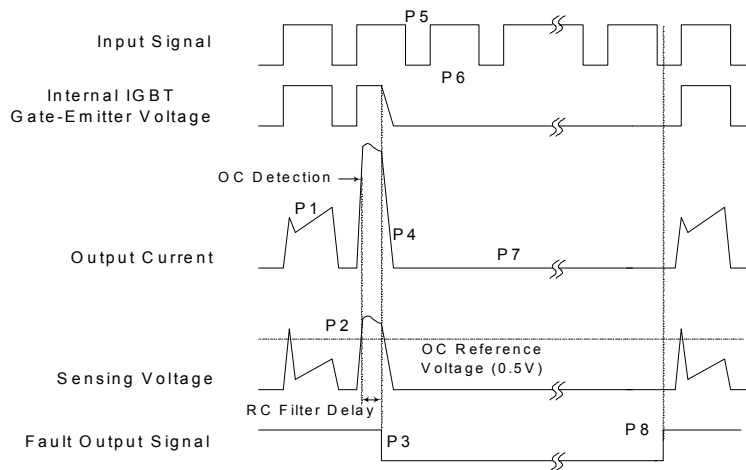 P5
Input Signal
P6
Internal IGBT
Gate-Emitter Voltage
OC Detection
P1
P4
P7
Output Current
P2
OC Reference
Voltage (0.5V)
Sensing Voltage
RC Filter Delay
P3
P8
Fault Output Signal